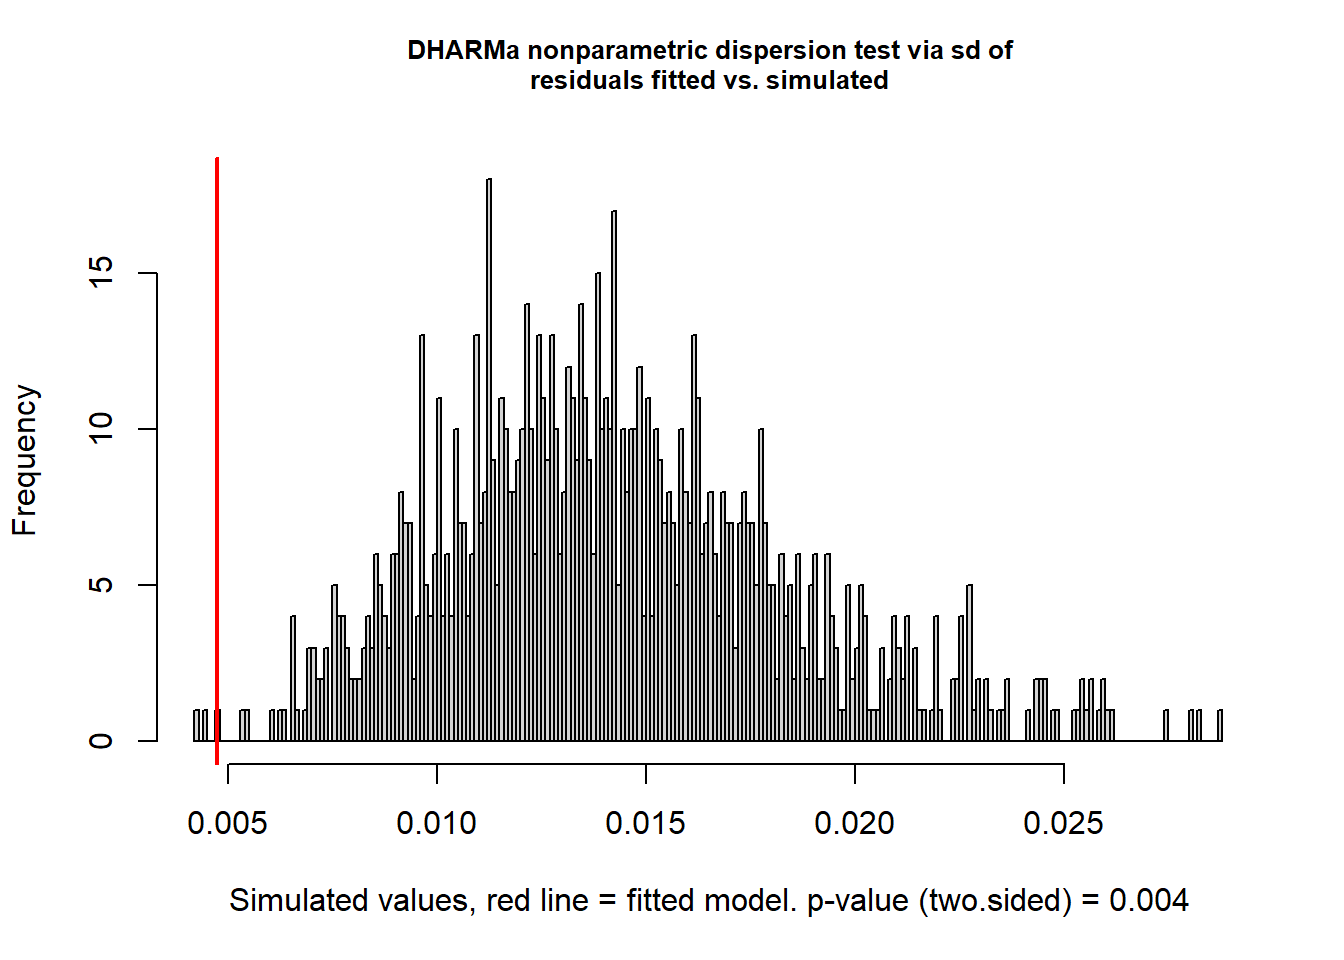 DHARMa nonparametric dispersion test via sd of
residuals fitted vs. simulated
Frequency
15
10
5
0
0.005 0.010 0.015 0.020 0.025
Simulated values, red line = fitted model. p-value (two.sided) = 0.004